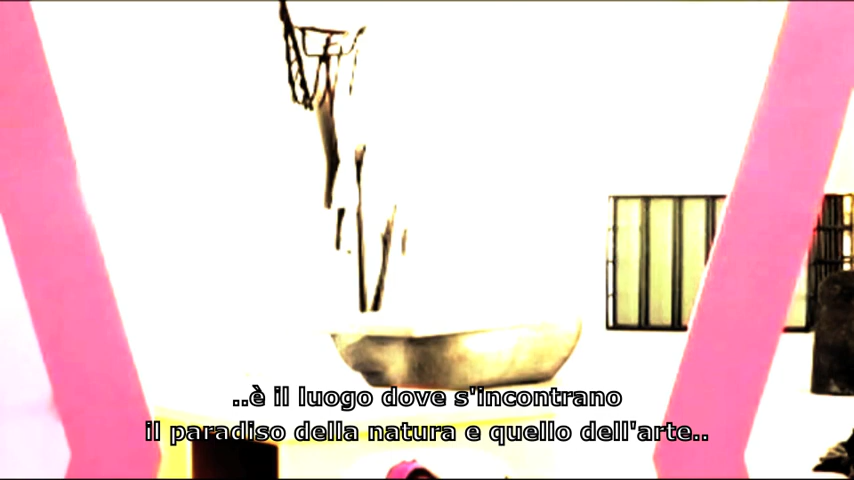 ..è il luogo dove s'incontrano
il paradiso della natura e quello dell'arte..